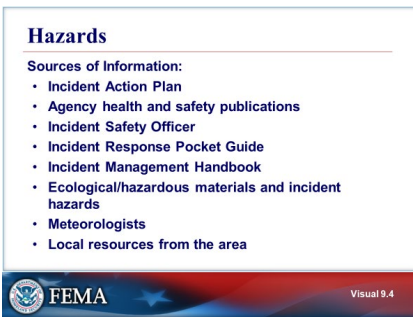 Hazards
Sources of Information:
• Incident Action Plan
• Agency health and safety publications
• Incident Safety Officer
• Incident Response Pocket Guide
• Incident Management Handbook
• Ecological/hazardous materials and incident
hazards
• Meteorologists
• Local resources from the area
FEMA
Visual 9.4